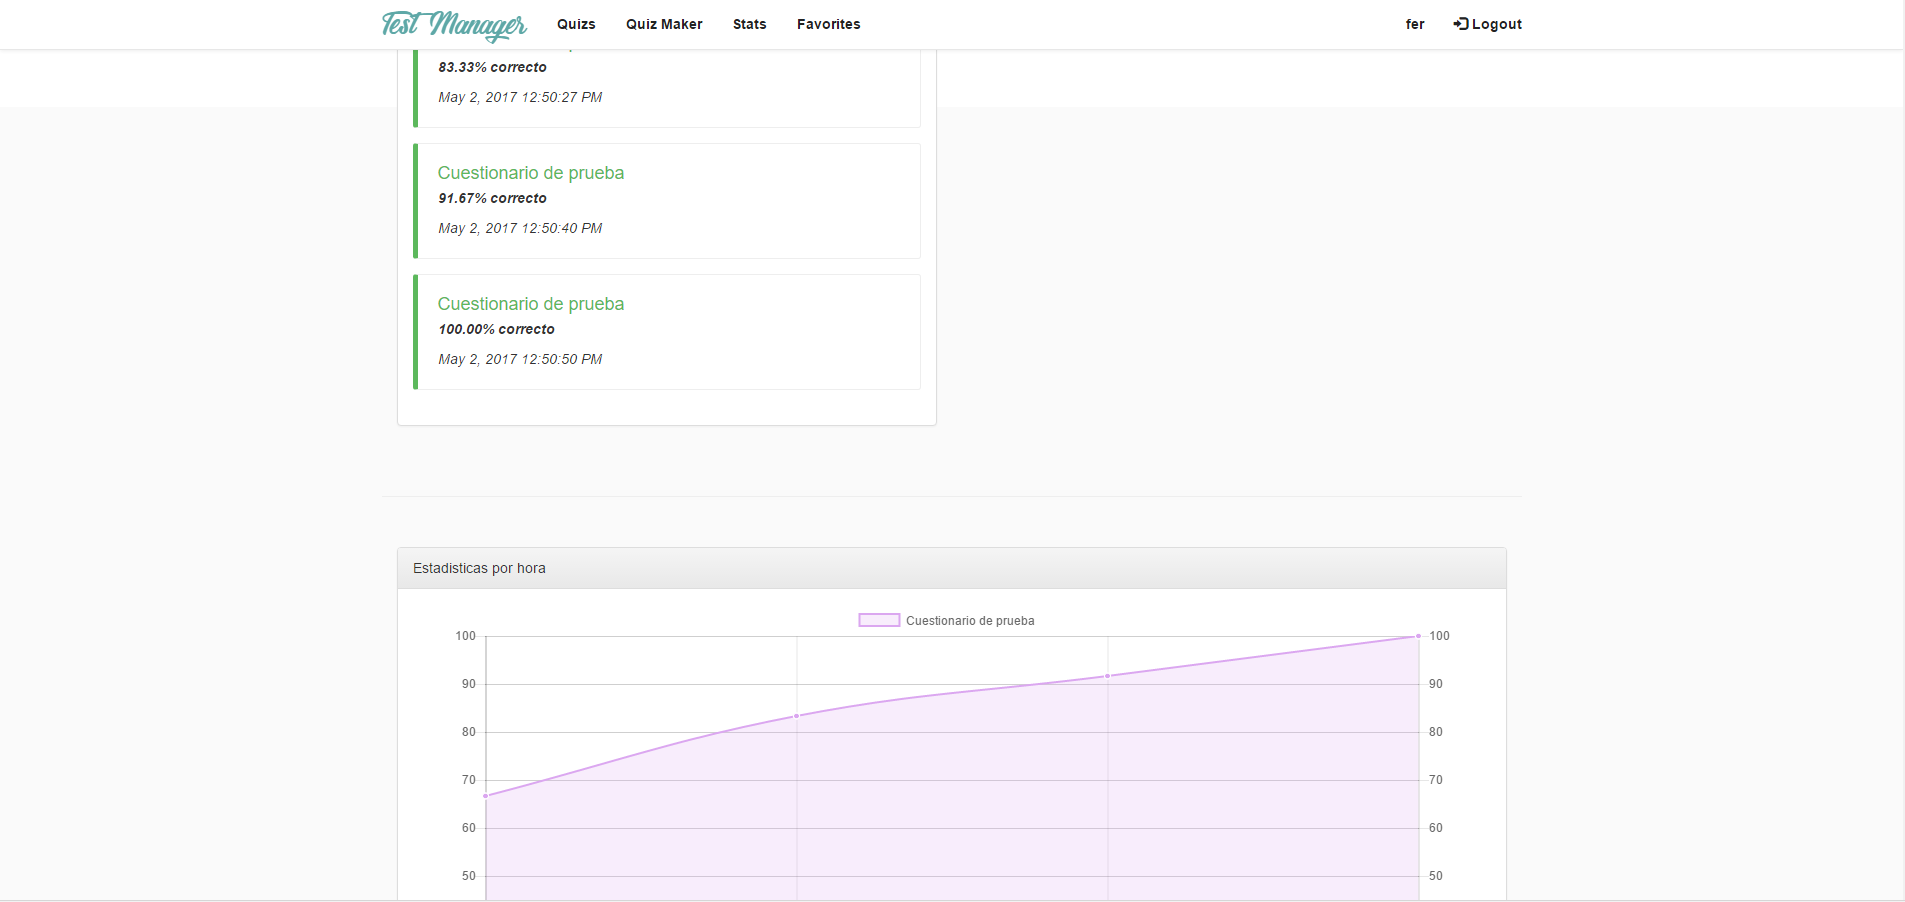 Test Manager Quizs Quiz Maker Stats Favorites fer Logout
83.33% correcto
May 2, 2017 12:50:27 PM
Cuestionario de prueba
91.67% correcto
May 2, 2017 12:50:40 PM
Cuestionario de prueba
100.00% correcto
May 2, 2017 12:50:50 PM
Estadisticas por hora
Cuestionario de prueba
100 100
90 90
80 80
70 70
60 60
50 50